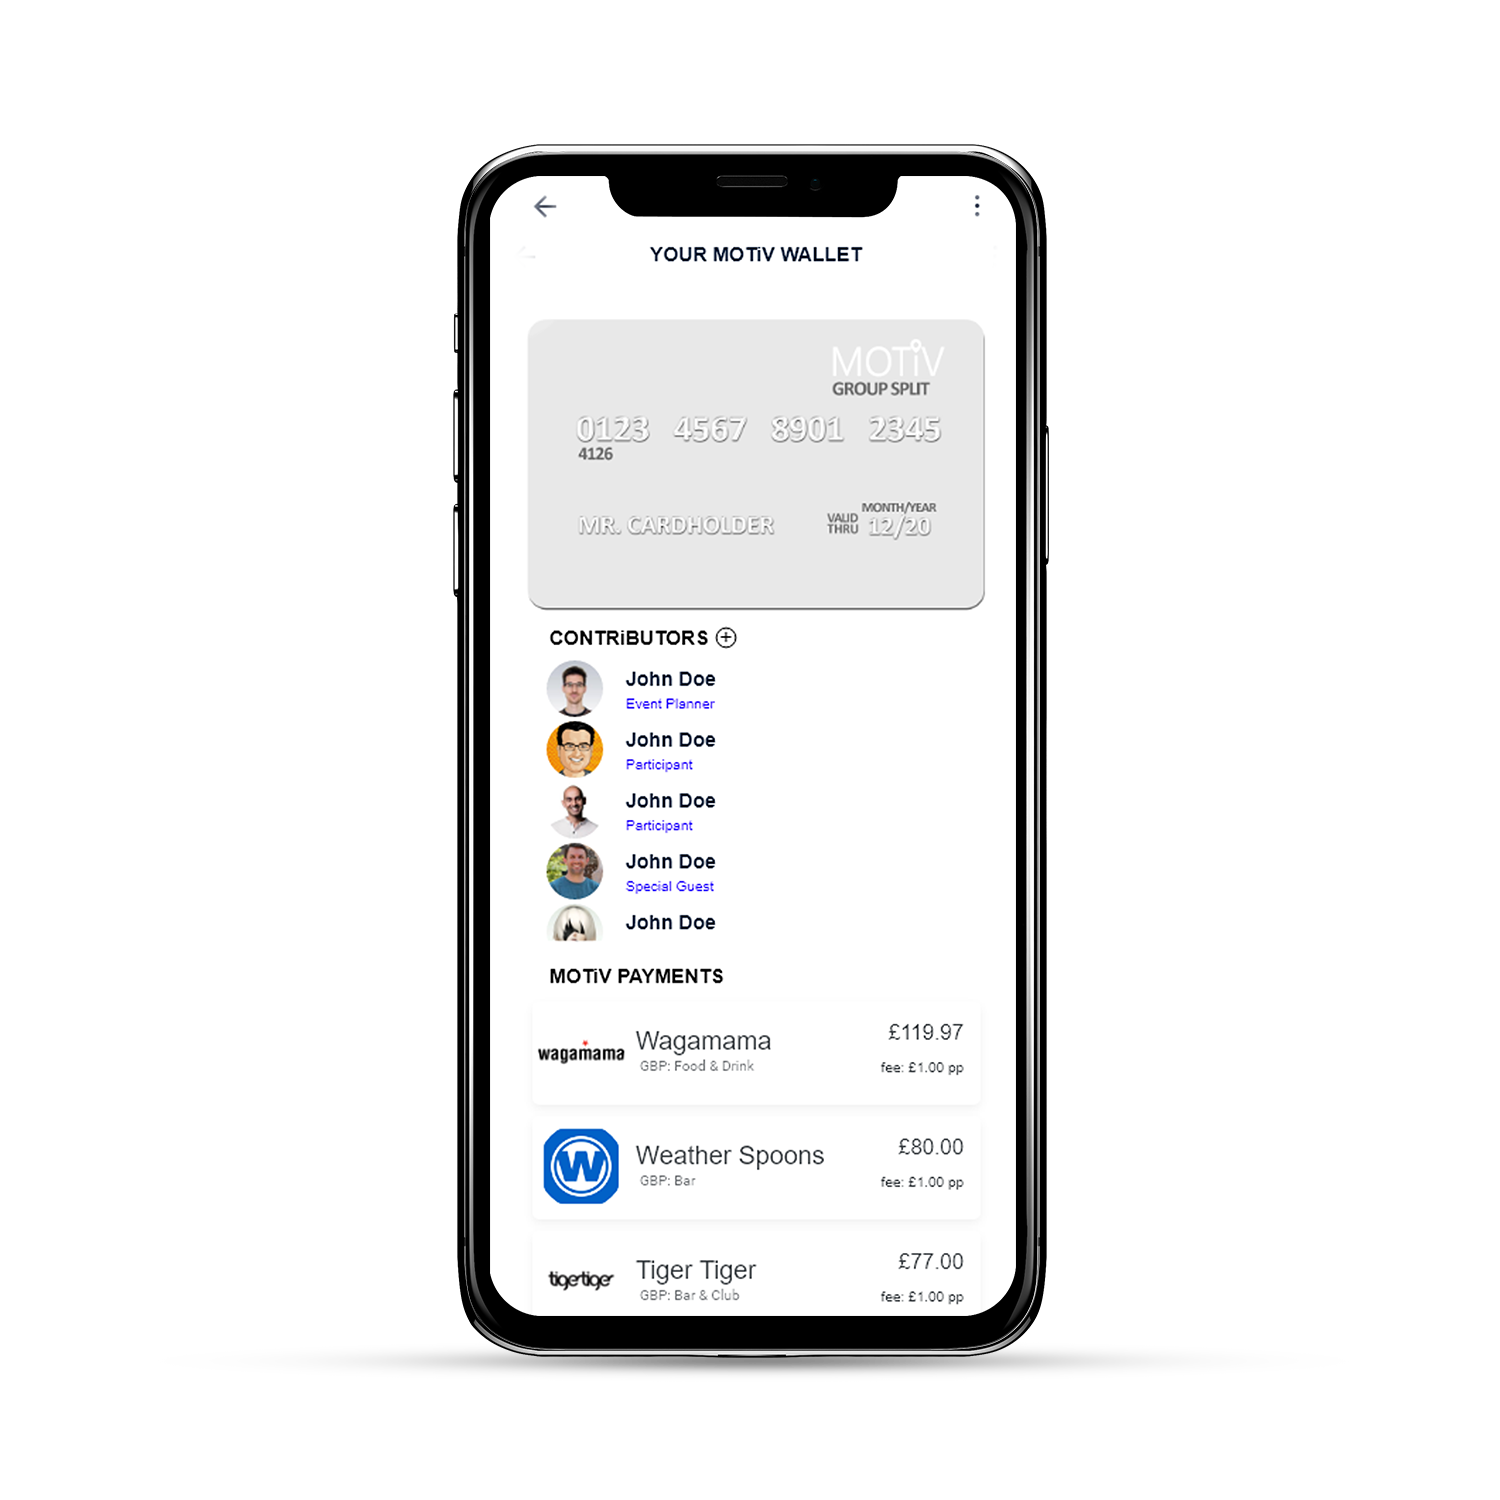 YOUR MOTiV WALLET
MOTiV
GROUP SPLIT
0123 4567 8901 2345
4126
MONTH/YEAR
VALID THRU 12/20
MR. CARDHOLDER
CONTRiBUTORS
John Doe
Event Planner
John Doe
Participant
John Doe
Participant
John Doe
Special Guest
John Doe
MOTiV PAYMENTS
wagamama
Wagamama
£119.97
GBP: Food & Drink
fee: £1.00 pp
W
Weather Spoons
£80.00
GBP: Bar
fee: £1.00 pp
tigertiger
Tiger Tiger
£77.00
GBP: Bar & Club
fee: £1.00 pp